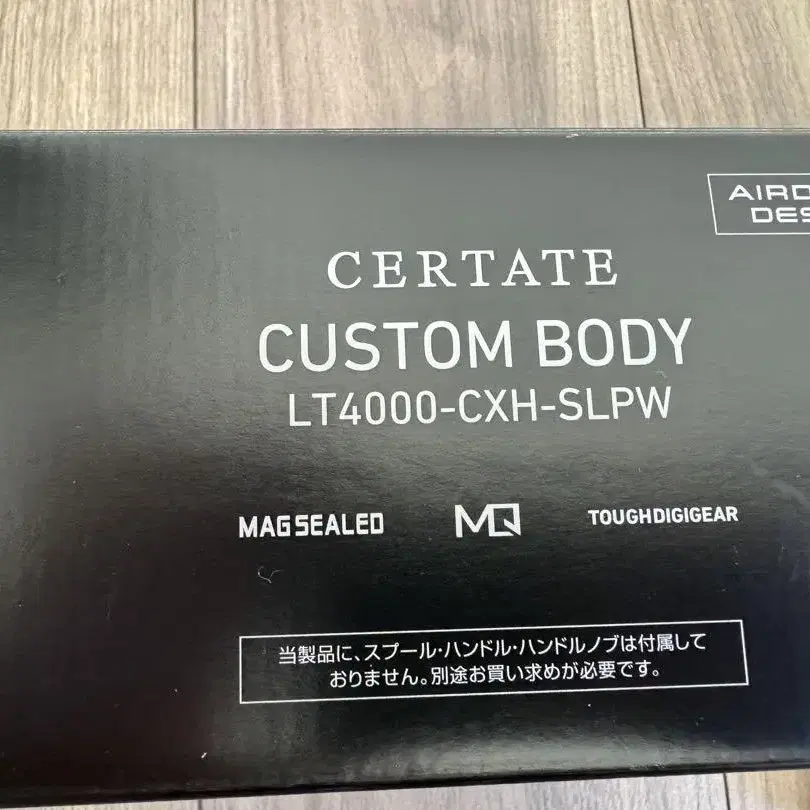 CERTATE
CUSTOM BODY
LT4000-CXH-SLPW
MAGSEALED MQ TOUGHDIGIGEAR
当製品に、スプール・ハンドル・ハンドルノブは付属して
おりません。別途お買い求めが必要です。